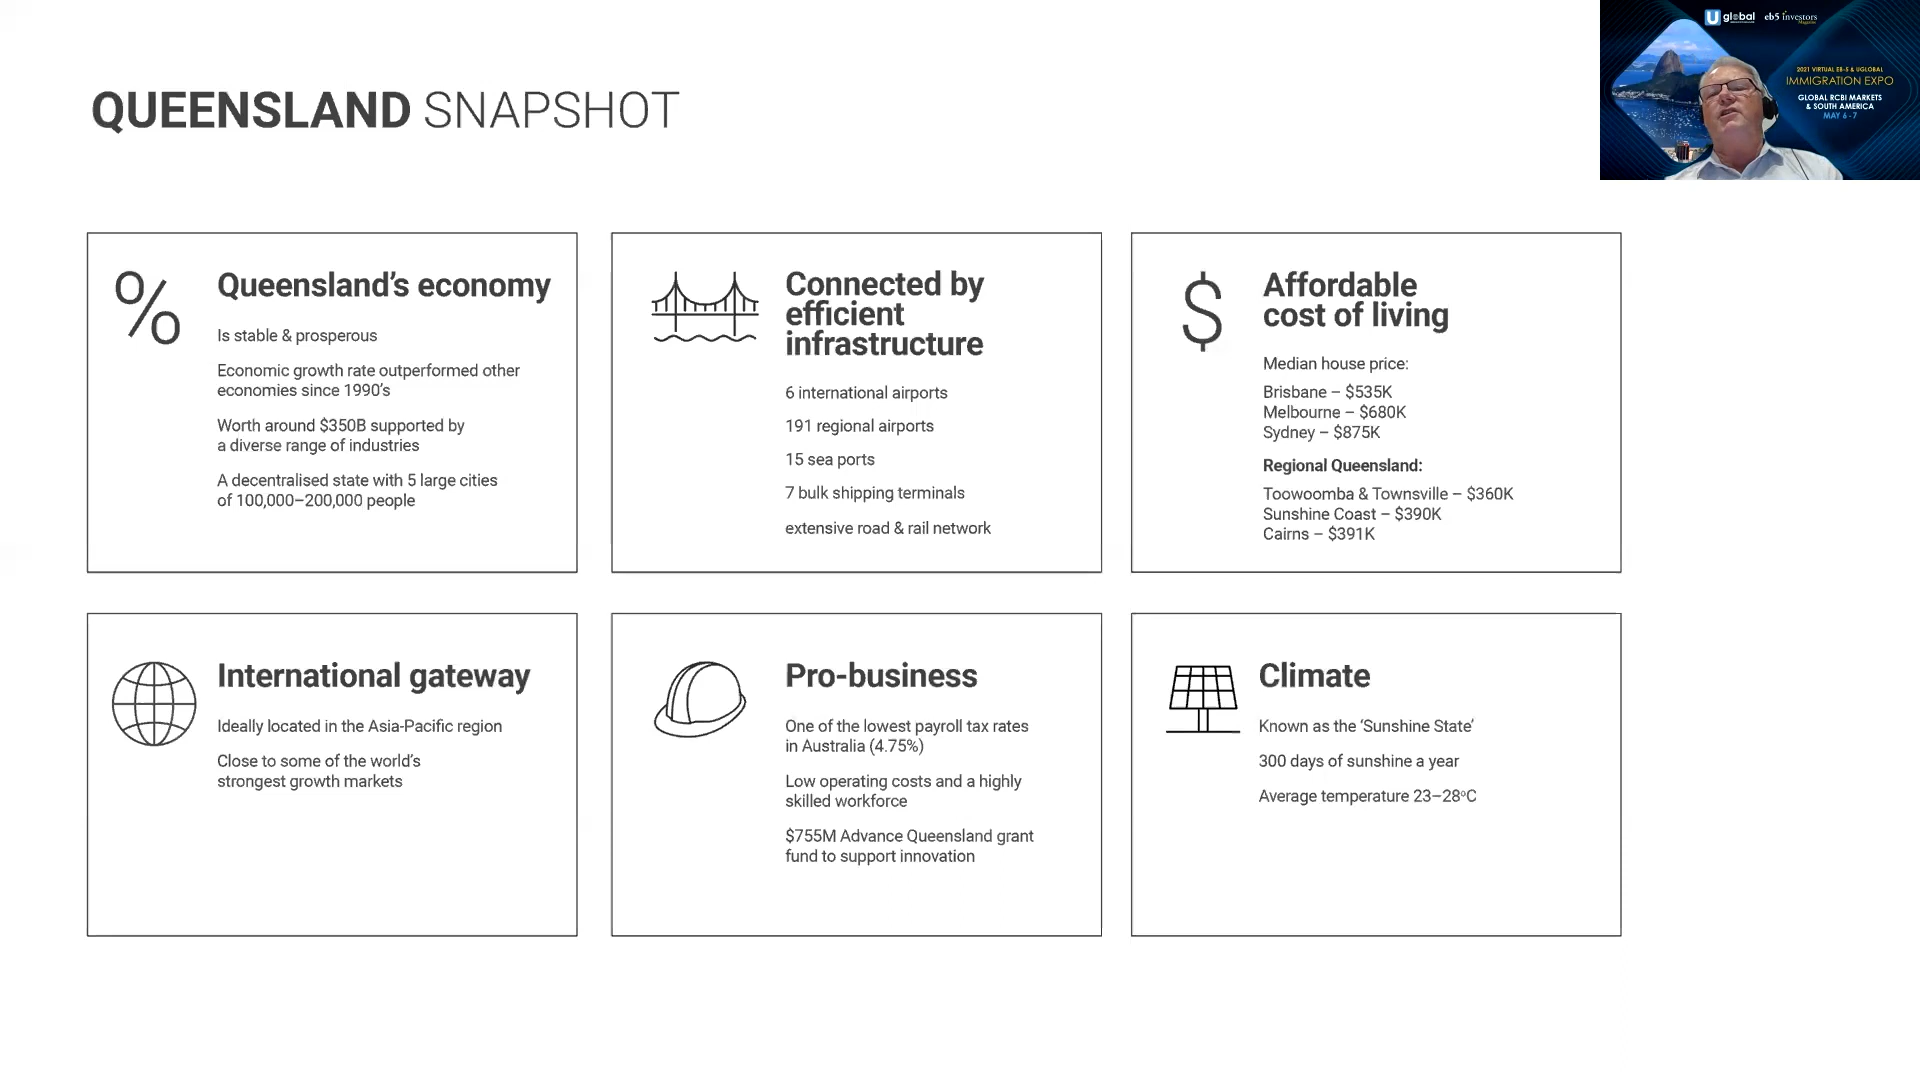 QUEENSLAND SNAPSHOT
U global
eb5 investors
Magazine
2021 VIRTUAL EB-5 & UGLOBAL
IMMIGRATION EXPO
GLOBAL RCBI MARKETS
& SOUTH AMERICA
MAY 6-7
%
Queensland's economy
Is stable & prosperous
Economic growth rate outperformed other
economies since 1990's
Worth around $350B supported by
a diverse range of industries
A decentralised state with 5 large cities
of 100,000–200,000 people
Connected by
efficient
infrastructure
6 international airports
191 regional airports
15 sea ports
7 bulk shipping terminals
extensive road & rail network
$
Affordable
cost of living
Median house price:
Brisbane – $535K
Melbourne – $680K
Sydney – $875K
Regional Queensland:
Toowoomba & Townsville – $360K
Sunshine Coast – $390K
Cairns – $391K
International gateway
Ideally located in the Asia-Pacific region
Close to some of the world's
strongest growth markets
Pro-business
One of the lowest payroll tax rates
in Australia (4.75%)
Low operating costs and a highly
skilled workforce
$755M Advance Queensland grant
fund to support innovation
Climate
Known as the 'Sunshine State'
300 days of sunshine a year
Average temperature 23–28°C